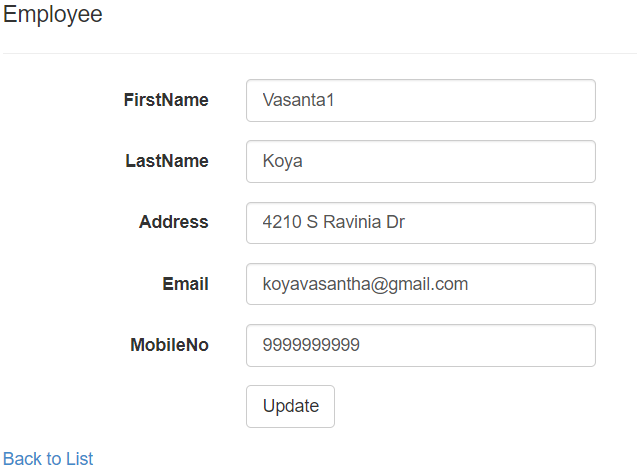 Employee
FirstName Vasanta1
LastName Koya
Address 4210 S Ravinia Dr
Email koyavasantha@gmail.com
MobileNo 9999999999
Update
Back to List